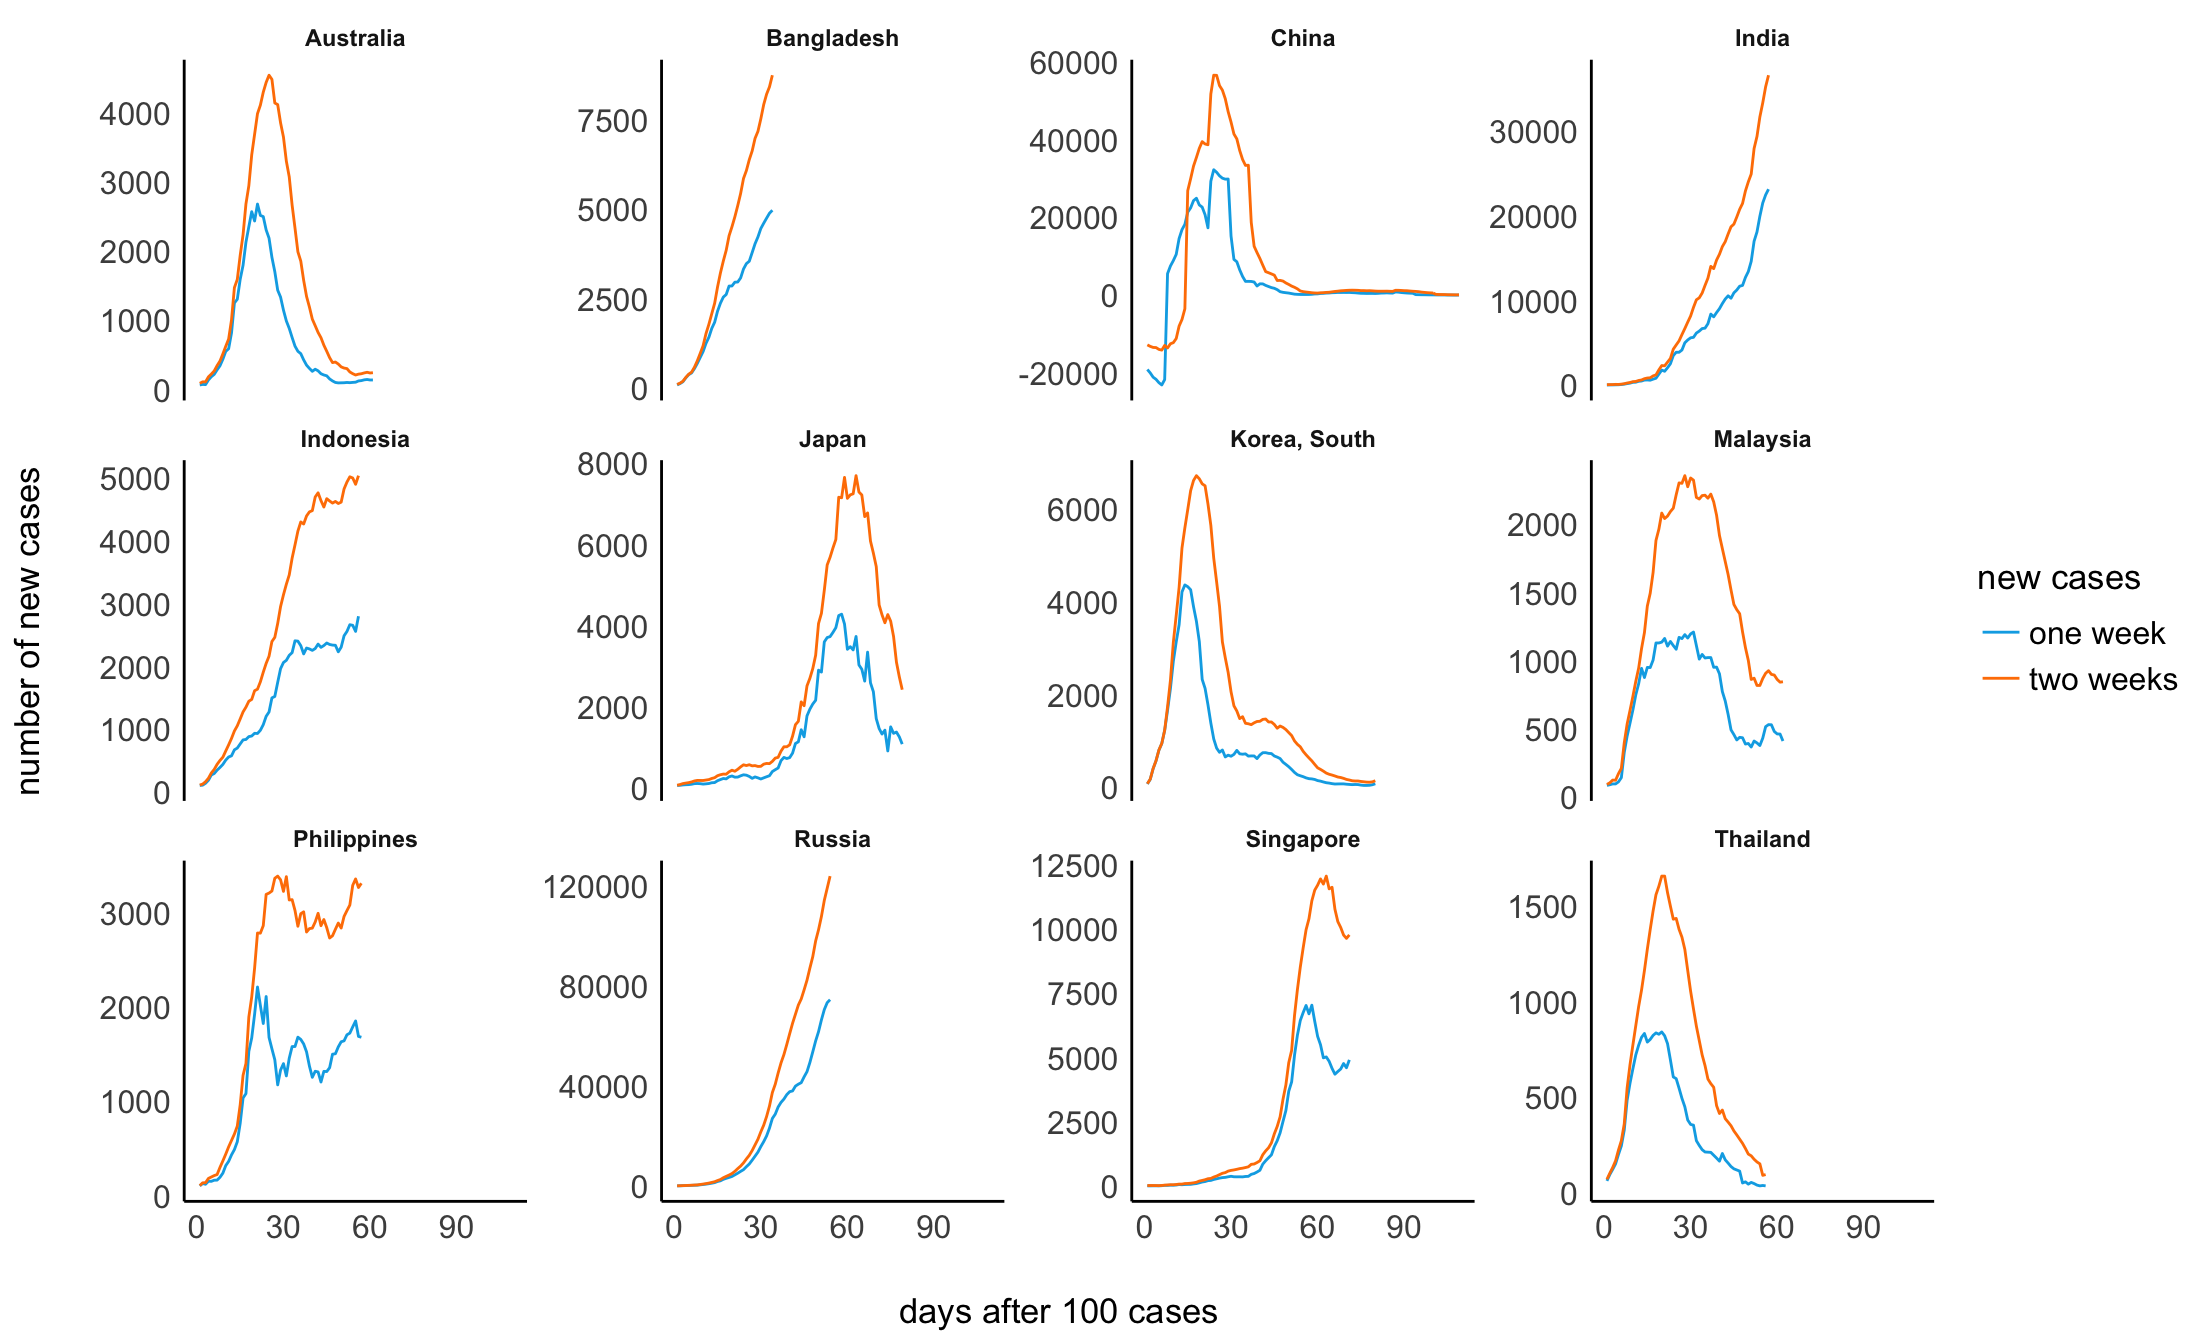 Australia
Bangladesh
China
India
4000
3000
2000
1000
0
7500
5000
2500
0
60000
40000
20000
0
-20000
30000
20000
10000
0
Indonesia
Japan
Korea, South
Malaysia
5000
4000
3000
2000
1000
0
8000
6000
4000
2000
0
6000
4000
2000
0
2000
1500
1000
500
0
Philippines
Russia
Singapore
Thailand
3000
2000
1000
0
120000
80000
40000
0
12500
10000
7500
5000
2500
0
1500
1000
500
0
0 30 60 90
0 30 60 90
0 30 60 90
0 30 60 90
number of new cases
days after 100 cases
new cases
one week
two weeks